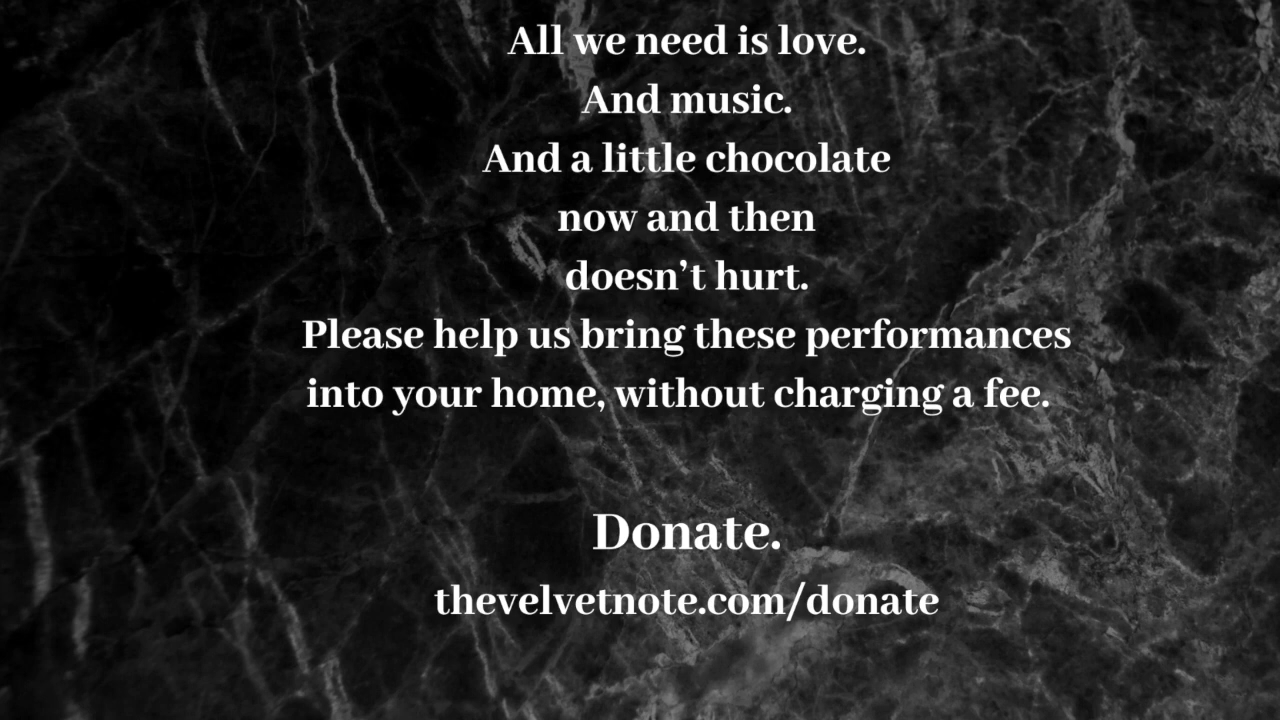 All we need is love.
And music.
And a little chocolate
now and then
doesn’t hurt.
Please help us bring these performances
into your home, without charging a fee.
Donate.
thevelvetnote.com/donate